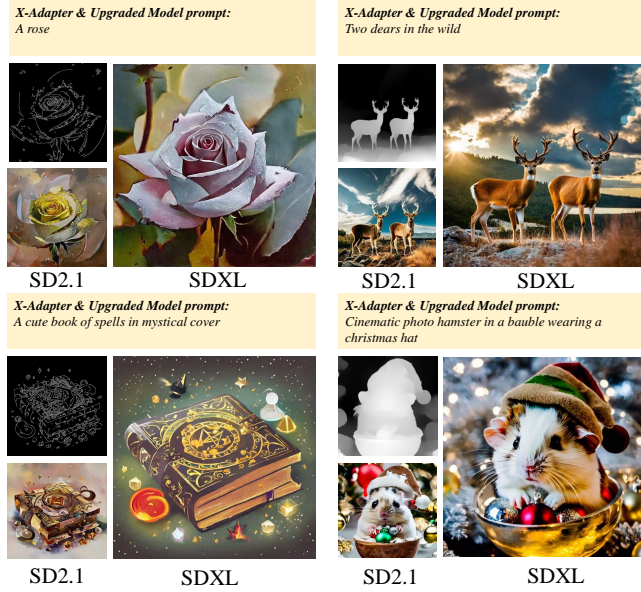 X-Adapter & Upgraded Model prompt:
A rose
X-Adapter & Upgraded Model prompt:
Two dears in the wild
SD2.1
SDXL
SD2.1
SDXL
X-Adapter & Upgraded Model prompt:
A cute book of spells in mystical cover
X-Adapter & Upgraded Model prompt:
Cinematic photo hamster in a bauble wearing a
christmas hat
SD2.1
SDXL
SD2.1
SDXL